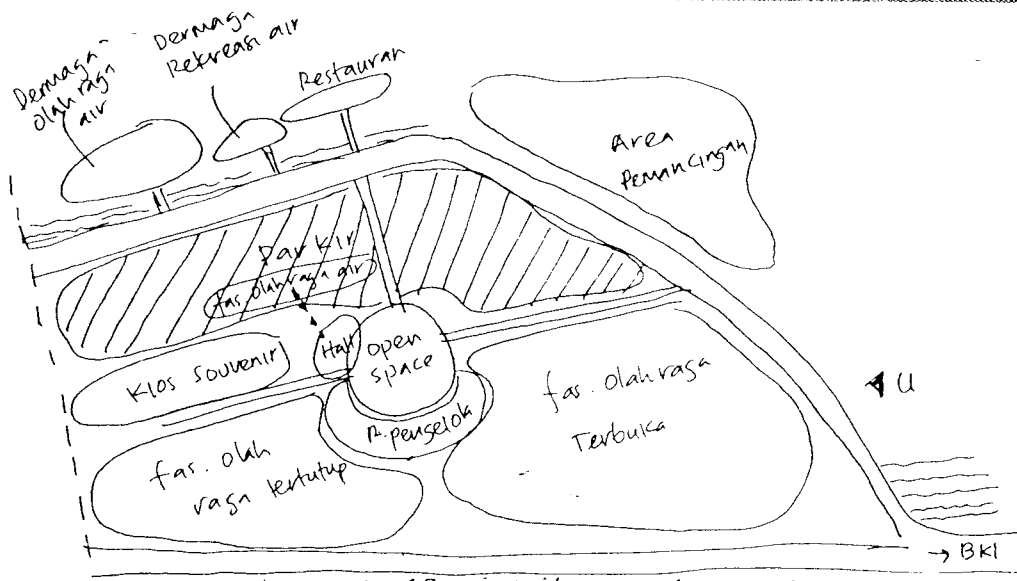 Dermaga
Olahraga
air
Dermaga
Rekreasi air
Restauran
Area
Pemancingan
Parkir
fas. Olahraga air
Kios Souvenir
Hall
open
space
R. pengelola
fas. Olahraga
Terbuka
fas. Olah
raga tertutup
U
→ BKI